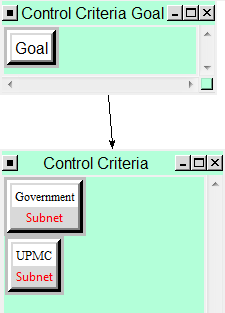 Control Criteria Goal
Goal
Control Criteria
Government
Subnet
UPMC
Subnet